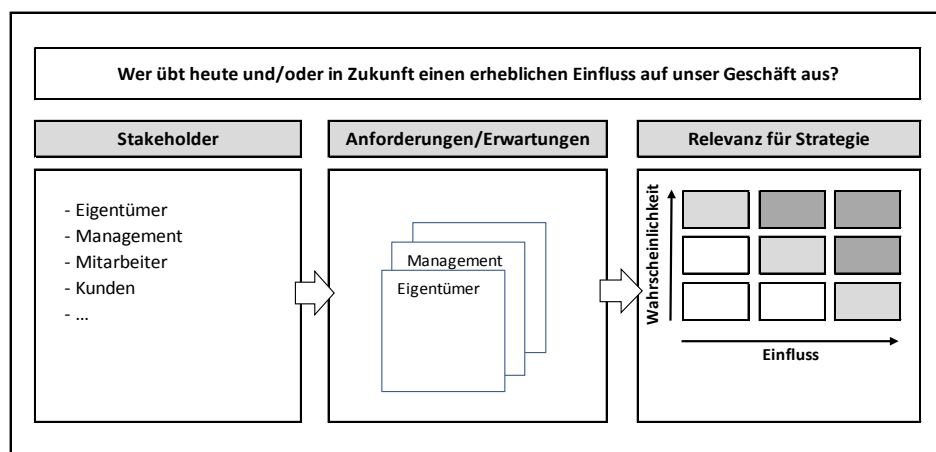 Wer übt heute und/oder in Zukunft einen erheblichen Einfluss auf unser Geschäft aus?
Stakeholder
Anforderungen/Erwartungen
Relevanz für Strategie
- Eigentümer
- Management
- Mitarbeiter
- Kunden
- ...
Management
Eigentümer
Wahrscheinlichkeit
Einfluss